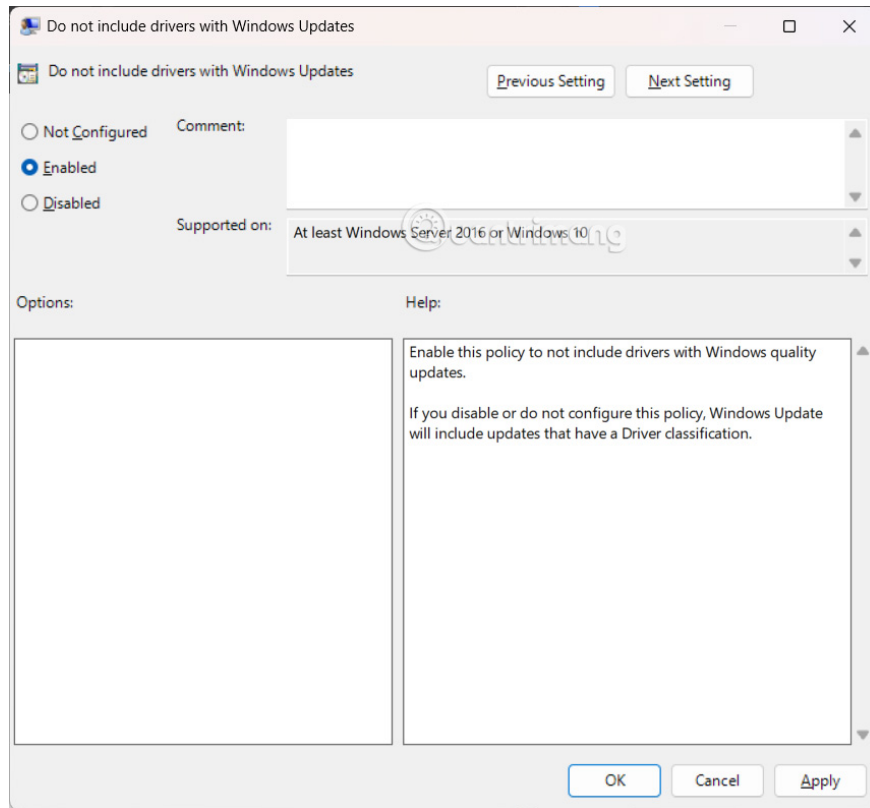 Do not include drivers with Windows Updates
Do not include drivers with Windows Updates
Previous Setting
Next Setting
Not Configured
Comment:
Enabled
Disabled
Supported on:
At least Windows Server 2016 or Windows 10
uantrimang
Options:
Help:
Enable this policy to not include drivers with Windows quality
updates.
If you disable or do not configure this policy, Windows Update
will include updates that have a Driver classification.
OK
Cancel
Apply